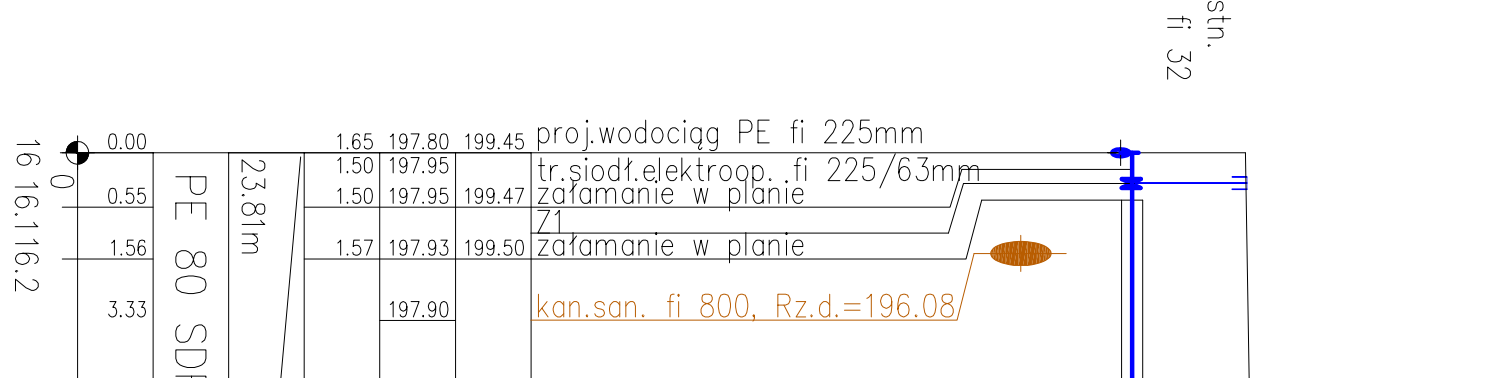 stn.
fi 32
0.00 1.65 197.80 199.45 proj.wodociąg PE fi 225mm
1.50 197.95 tr.siodł.elektroop. fi 225/63mm
0.55 1.50 197.95 199.47 załamanie w planie
Z1
1.56 1.57 197.93 199.50 załamanie w planie
3.33 197.90 kan.san. fi 800, Rz.d.=196.08
16 16.1 16.2
0
PE 80 SDR
23.81m